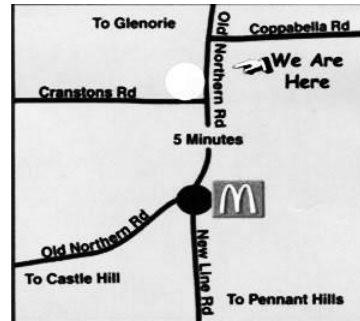 To Glenorie
Old Northern Rd
Coppabella Rd
We Are
Here
Cranstons Rd
5 Minutes
M
Old Northern Rd
New Line Rd
To Castle Hill
To Pennant Hills